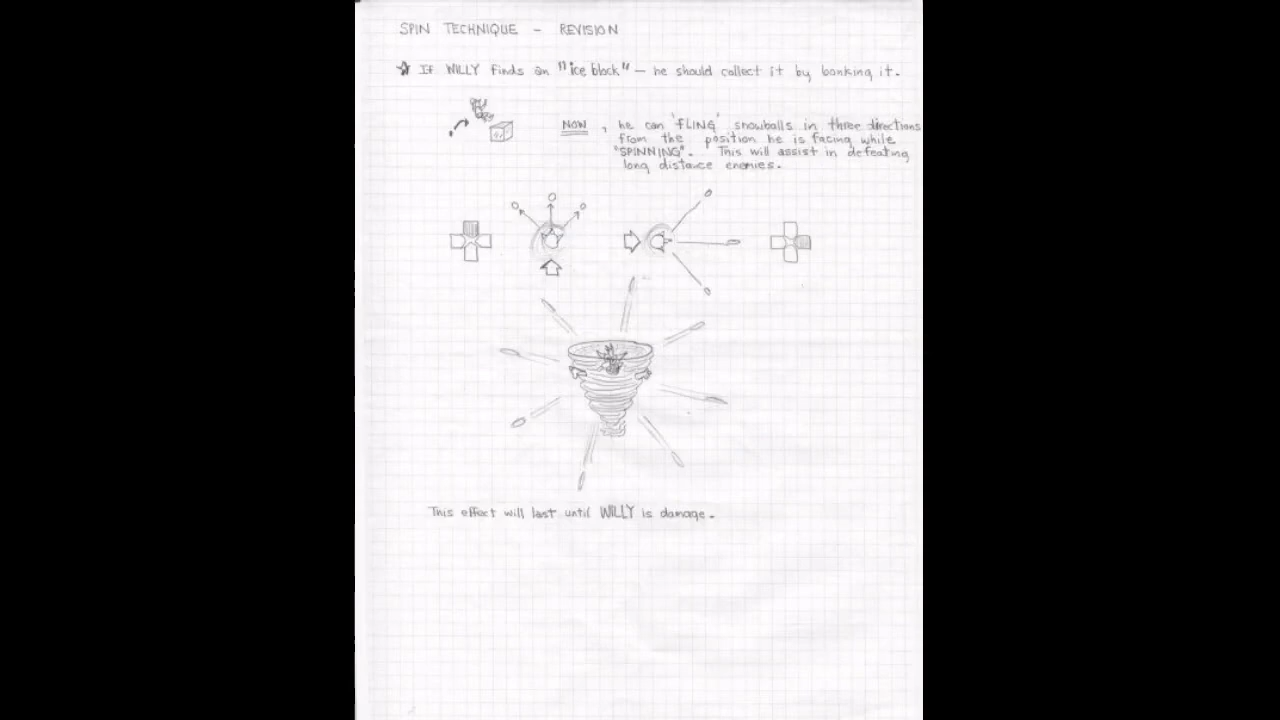 SPIN TECHNIQUE - REVISION
☆ If WILLY finds an "ice block" — he should collect it by bonking it.
NOW, he can 'FLING' snowballs in three directions
from the position he is facing while
"SPINNING". This will assist in defeating
long distance enemies.
This effect will last until WILLY is damage.